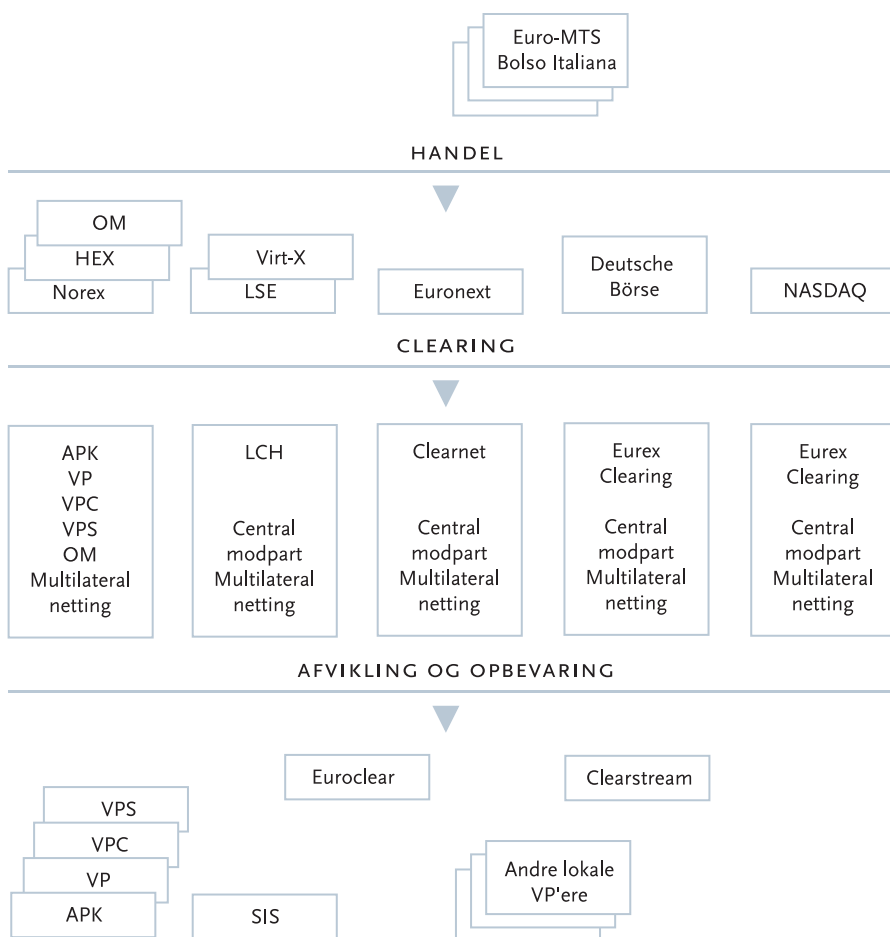 Euro-MTS
Bolso Italiana
HANDEL
OM
HEX
Norex
Virt-X
LSE
Euronext
Deutsche
Börse
NASDAQ
CLEARING
APK
VP
VPC
VPS
OM
Multilateral
netting
LCH
Central
modpart
Multilateral
netting
Clearnet
Central
modpart
Multilateral
netting
Eurex
Clearing
Central
modpart
Multilateral
netting
Eurex
Clearing
Central
modpart
Multilateral
netting
AFVIKLING OG OPBEVARING
Euroclear
Clearstream
VPS
VPC
VP
APK
SIS
Andre lokale
VP'ere